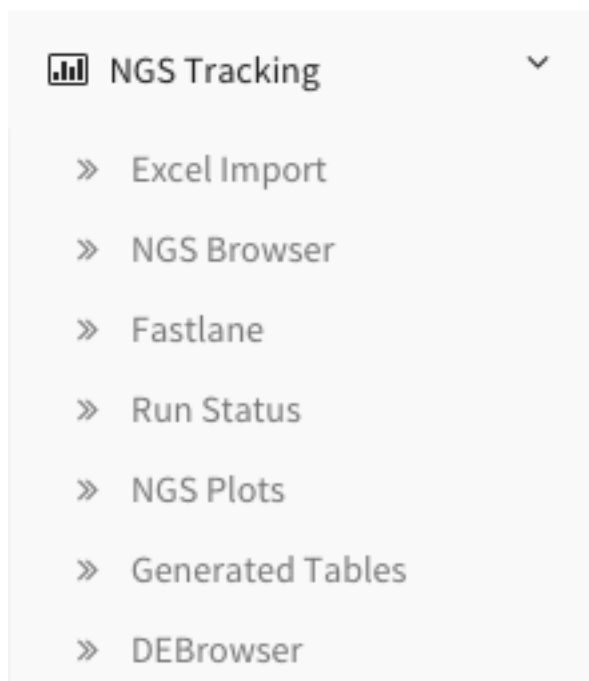 NGS Tracking
Excel Import
NGS Browser
Fastlane
Run Status
NGS Plots
Generated Tables
DEBrowser